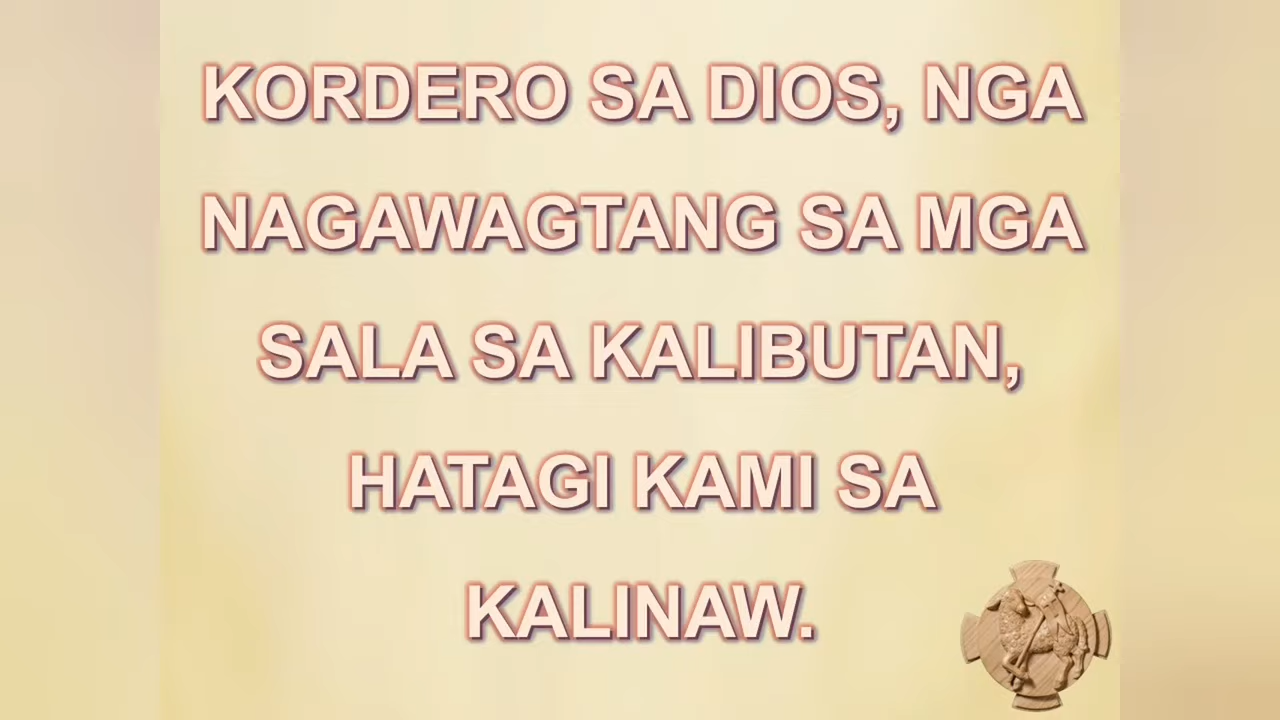 KORDERO SA DIOS, NGA
NAGAWAGTANG SA MGA
SALA SA KALIBUTAN,
HATAGI KAMI SA
KALINAW.